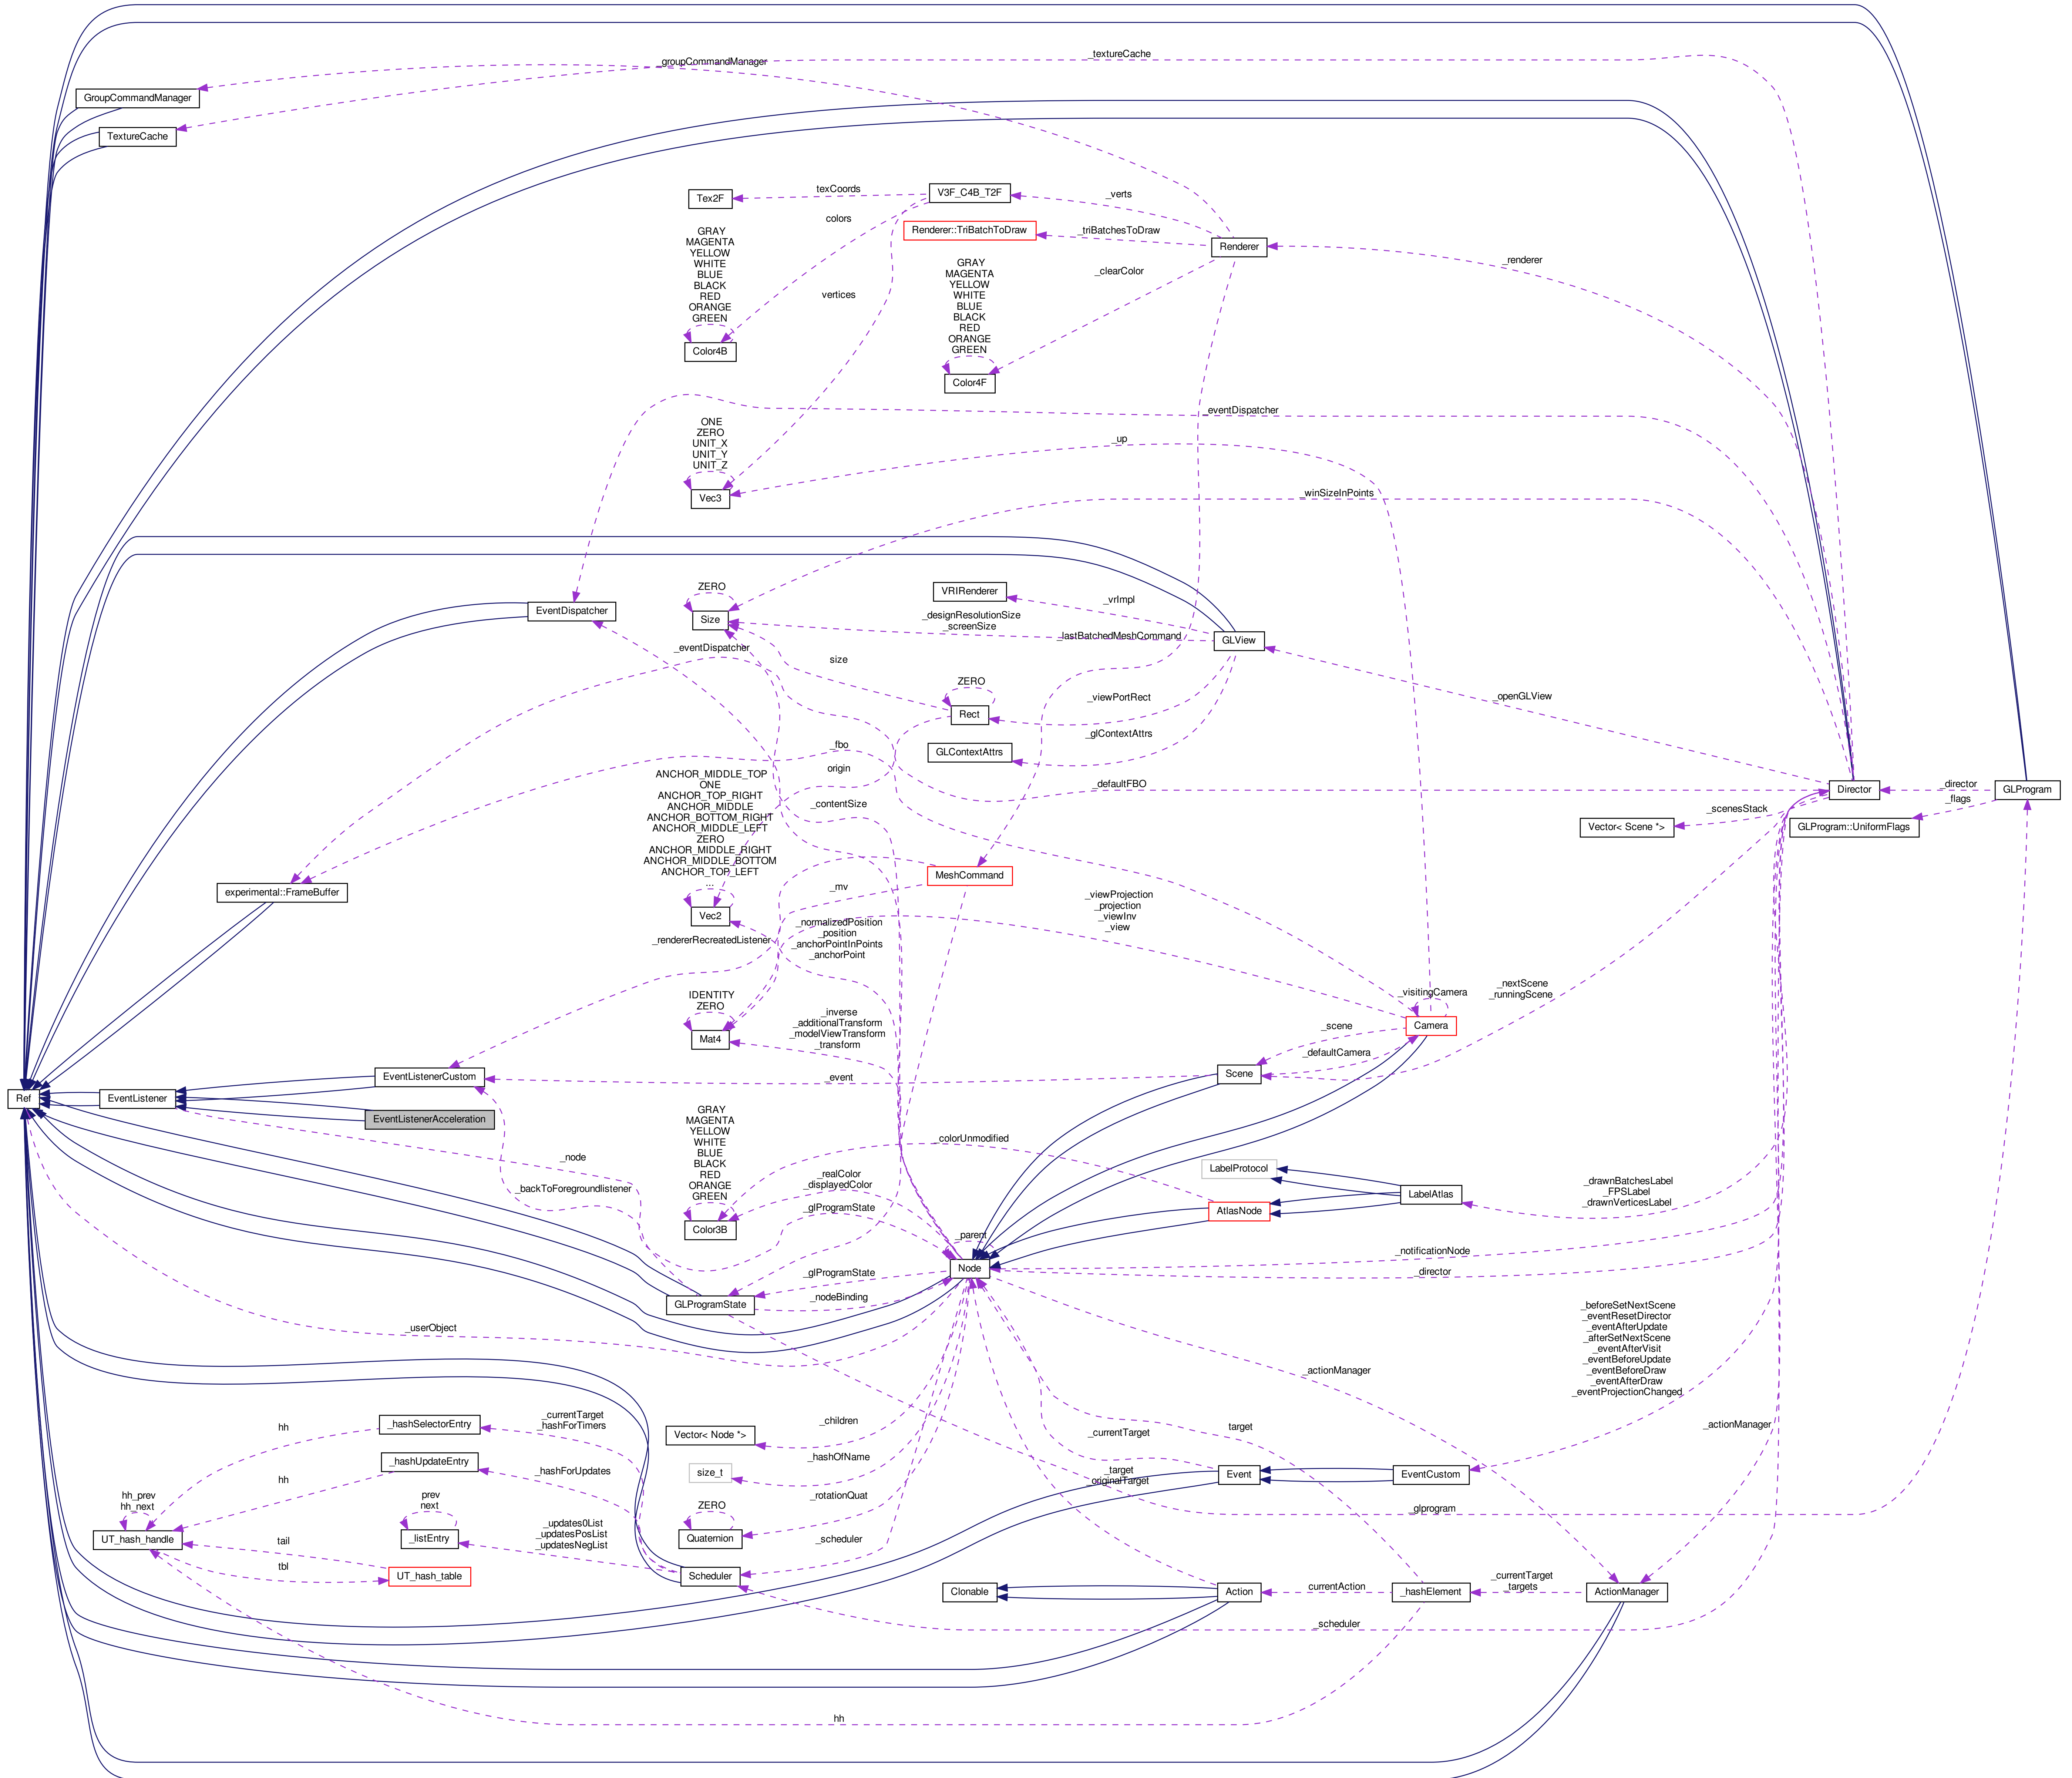 _textureCache
_groupCommandManager
GroupCommandManager
TextureCache
texCoords
V3F_C4B_T2F
_verts
Tex2F
colors
Renderer::TriBatchToDraw
_triBatchesToDraw
Renderer
_renderer
GRAY
MAGENTA
YELLOW
WHITE
BLUE
BLACK
RED
ORANGE
GREEN
Color4B
vertices
GRAY
MAGENTA
YELLOW
WHITE
BLUE
BLACK
RED
ORANGE
GREEN
Color4F
_clearColor
_eventDispatcher
ONE
ZERO
UNIT_X
UNIT_Y
UNIT_Z
Vec3
_up
_winSizeInPoints
EventDispatcher
ZERO
Size
VRIRenderer
_vrImpl
_designResolutionSize
_screenSize
_lastBatchedMeshCommand
GLView
_eventDispatcher
size
ZERO
Rect
_viewPortRect
_openGLView
_glContextAttrs
GLContextAttrs
_fbo
origin
_defaultFBO
Director
_director
GLProgram
_flags
_scenesStack
Vector< Scene *>
GLProgram::UniformFlags
ANCHOR_MIDDLE_TOP
ONE
ANCHOR_TOP_RIGHT
ANCHOR_MIDDLE
ANCHOR_BOTTOM_RIGHT
ANCHOR_MIDDLE_LEFT
ZERO
ANCHOR_MIDDLE_RIGHT
ANCHOR_MIDDLE_BOTTOM
ANCHOR_TOP_LEFT
...
Vec2
_contentSize
experimental::FrameBuffer
_mv
MeshCommand
_rendererRecreatedListener
_normalizedPosition
_position
_anchorPointInPoints
_anchorPoint
_viewProjection
_projection
_viewInv
_view
_nextScene
_runningScene
IDENTITY
ZERO
Mat4
_inverse
_additionalTransform
_modelViewTransform
_transform
_visitingCamera
Camera
_scene
_defaultCamera
Scene
_event
EventListenerCustom
Ref
EventListener
EventListenerAcceleration
_node
_backToForegroundlistener
GRAY
MAGENTA
YELLOW
WHITE
BLUE
BLACK
RED
ORANGE
GREEN
Color3B
_colorUnmodified
_realColor
_displayedColor
_glProgramState
LabelProtocol
LabelAtlas
AtlasNode
_drawnBatchesLabel
_FPSLabel
_drawnVerticesLabel
_parent
Node
_notificationNode
_director
_glProgramState
_nodeBinding
GLProgramState
_userObject
_beforeSetNextScene
_eventResetDirector
_eventAfterUpdate
_afterSetNextScene
_eventAfterVisit
_eventBeforeUpdate
_eventBeforeDraw
_eventAfterDraw
_eventProjectionChanged
_actionManager
_actionManager
hh
_hashSelectorEntry
_currentTarget
_hashForTimers
Vector< Node *>
_children
_currentTarget
target
_hashUpdateEntry
hh
_hashForUpdates
size_t
_hashOfName
_target
_originalTarget
Event
EventCustom
hh_prev
hh_next
UT_hash_handle
prev
next
_listEntry
_updates0List
_updatesPosList
_updatesNegList
ZERO
Quaternion
_rotationQuat
_glprogram
tail
tbl
UT_hash_table
Scheduler
_scheduler
Clonable
Action
currentAction
_hashElement
_currentTarget
_targets
ActionManager
_scheduler
hh